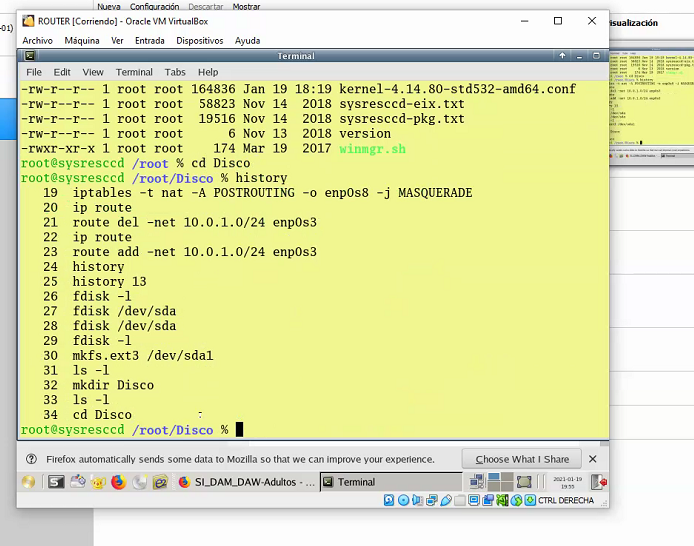 Nueva Configuración Descartar Mostrar
-01)
ROUTER [Corriendo] - Oracle VM VirtualBox
isualización
Archivo Máquina Ver Entrada Dispositivos Ayuda
Terminal
File Edit View Terminal Tabs Help
-rw-r--r-- 1 root root 164836 Jan 19 18:19 kernel-4.14.80-std532-amd64.conf
-rw-r--r-- 1 root root 58823 Nov 14 2018 sysresccd-eix.txt
-rw-r--r-- 1 root root 19516 Nov 14 2018 sysresccd-pkg.txt
-rw-r--r-- 1 root root 6 Nov 13 2018 version
-rwxr-xr-x 1 root root 174 Mar 19 2017 winmgr.sh
root@sysresccd /root % cd Disco
root@sysresccd /root/Disco % history
19 iptables -t nat -A POSTROUTING -o enp0s8 -j MASQUERADE
20 ip route
21 route del -net 10.0.1.0/24 enp0s3
22 ip route
23 route add -net 10.0.1.0/24 enp0s3
24 history
25 history 13
26 fdisk -l
27 fdisk /dev/sda
28 fdisk /dev/sda
29 fdisk -l
30 mkfs.ext3 /dev/sda1
31 ls -l
32 mkdir Disco
33 ls -l
34 cd Disco
root@sysresccd /root/Disco %
Firefox automatically sends some data to Mozilla so that we can improve your experience. Choose What I Share
SI_DAM_DAW-Adultos - ... Terminal 2021-01-19
19:55
CTRL DERECHA